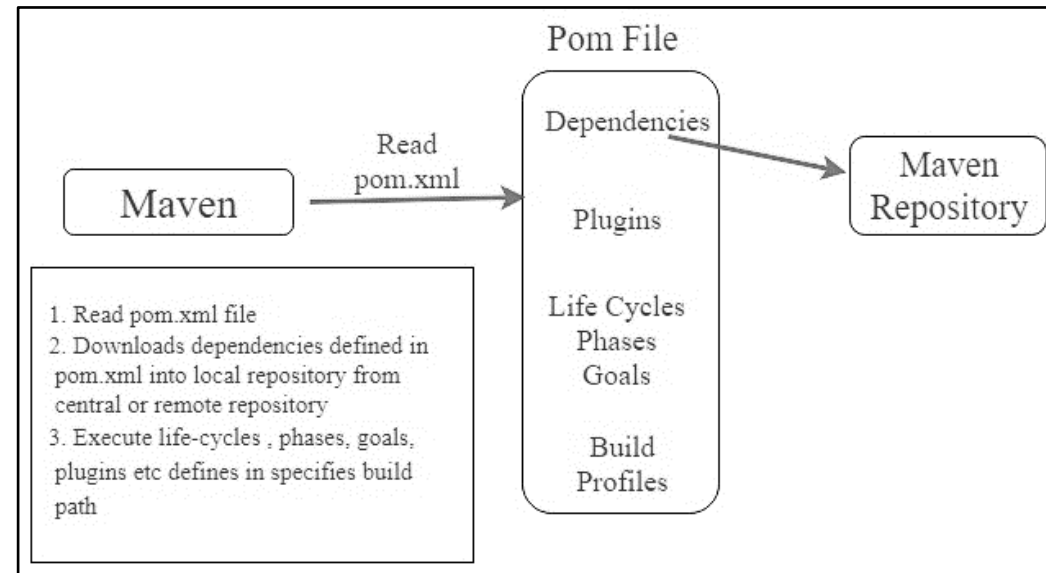 Pom File
Dependencies
Read
pom.xml
Maven
Maven
Repository
Plugins
Life Cycles
Phases
Goals
Build
Profiles
1. Read pom.xml file
2. Downloads dependencies defined in
pom.xml into local repository from
central or remote repository
3. Execute life-cycles , phases, goals,
plugins etc defines in specifies build
path